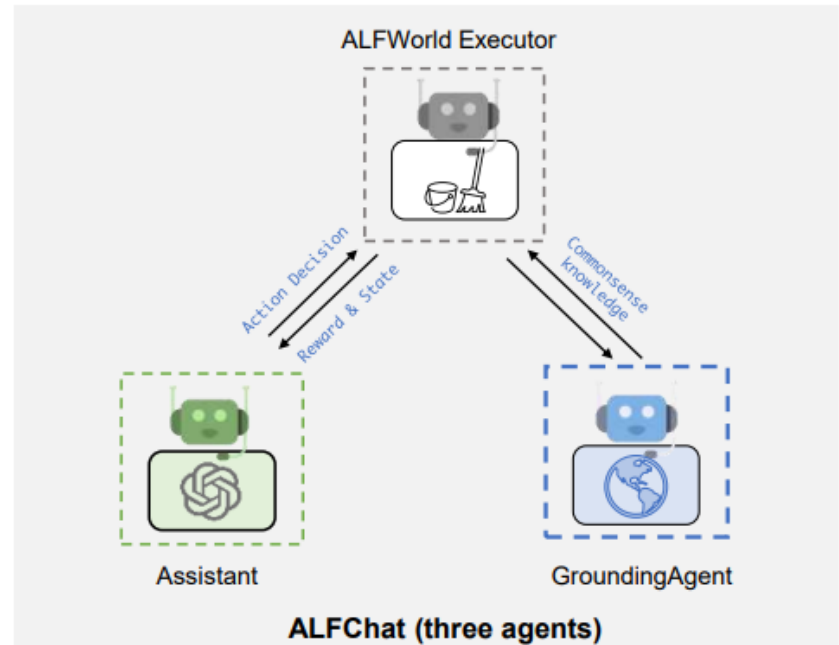 ALFWorld Executor
Action Decision
Reward & State
Commonsense
knowledge
Assistant
GroundingAgent
ALFChat (three agents)